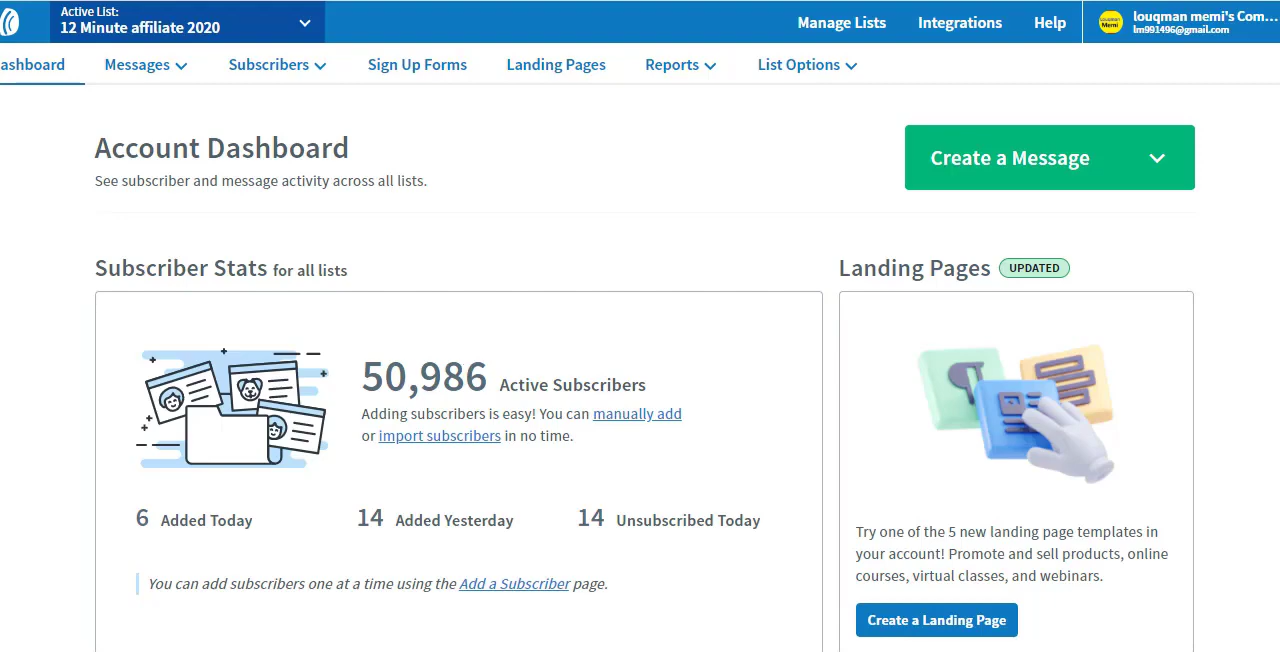 Active List:
12 Minute affiliate 2020
Manage Lists
Integrations
Help
Louqman Memi
louqman memi's Com...
lm991496@gmail.com
ashboard
Messages
Subscribers
Sign Up Forms
Landing Pages
Reports
List Options
Account Dashboard
See subscriber and message activity across all lists.
Create a Message
Subscriber Stats for all lists
50,986 Active Subscribers
Adding subscribers is easy! You can manually add
or import subscribers in no time.
6 Added Today
14 Added Yesterday
14 Unsubscribed Today
You can add subscribers one at a time using the Add a Subscriber page.
Landing Pages UPDATED
Try one of the 5 new landing page templates in
your account! Promote and sell products, online
courses, virtual classes, and webinars.
Create a Landing Page